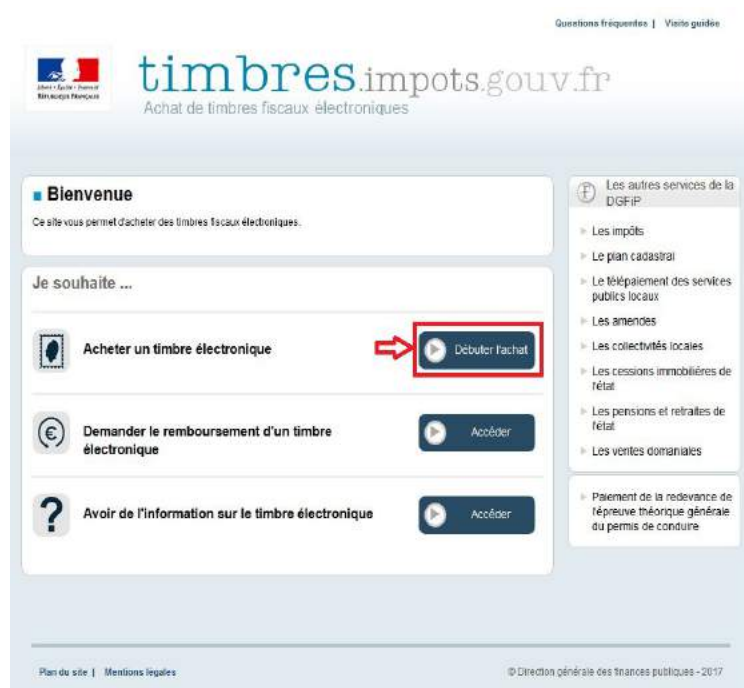 Questions fréquentes | Visite guidée
Liberté • Égalité • Fraternité
RÉPUBLIQUE FRANÇAISE
timbres.impots.gouv.fr
Achat de timbres fiscaux électroniques
Bienvenue
Ce site vous permet d'acheter des timbres fiscaux électroniques.
Je souhaite ...
Acheter un timbre électronique
Débuter l'achat
Demander le remboursement d'un timbre
électronique
Accéder
Avoir de l'information sur le timbre électronique
Accéder
Les autres services de la
DGFiP
Les impôts
Le plan cadastral
Le télépaiement des services
publics locaux
Les amendes
Les collectivités locales
Les cessions immobilières de
l'état
Les pensions et retraites de
l'état
Les ventes domaniales
Paiement de la redevance de
l'épreuve théorique générale
du permis de conduire
Plan du site | Mentions légales
© Direction générale des finances publiques - 2017